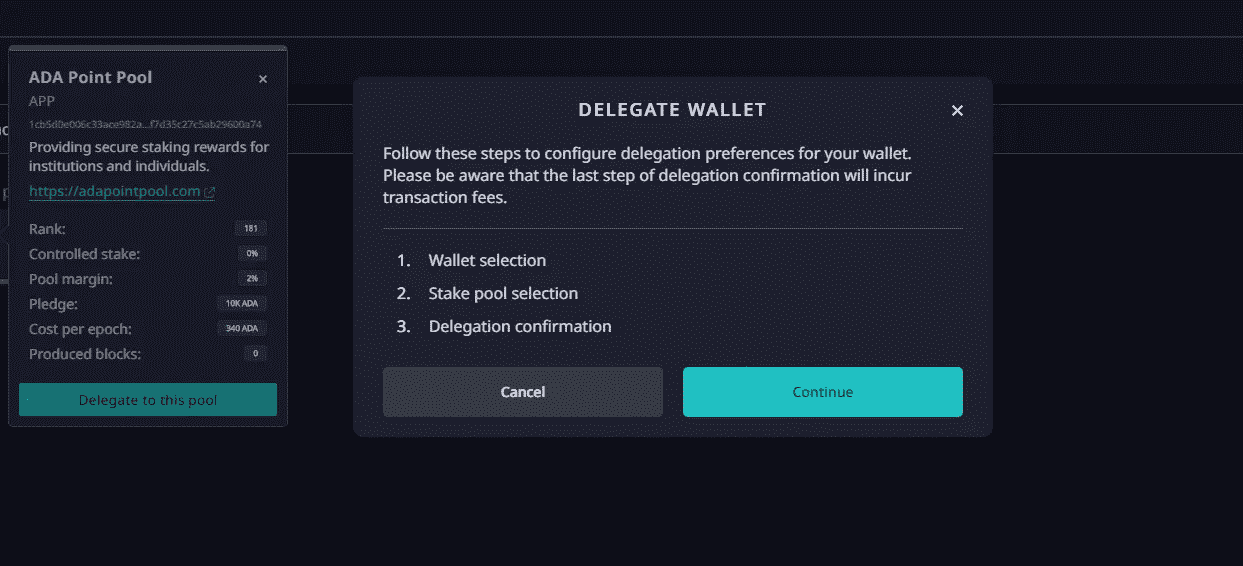 ADA Point Pool
APP
Providing secure staking rewards for
institutions and individuals.
https://adapointpool.com
Rank: 181
Controlled stake: 0%
Pool margin: 2%
Pledge: 10K ADA
Cost per epoch: 340 ADA
Produced blocks: 0
Delegate to this pool
DELEGATE WALLET
Follow these steps to configure delegation preferences for your wallet.
Please be aware that the last step of delegation confirmation will incur
transaction fees.
1. Wallet selection
2. Stake pool selection
3. Delegation confirmation
Cancel
Continue